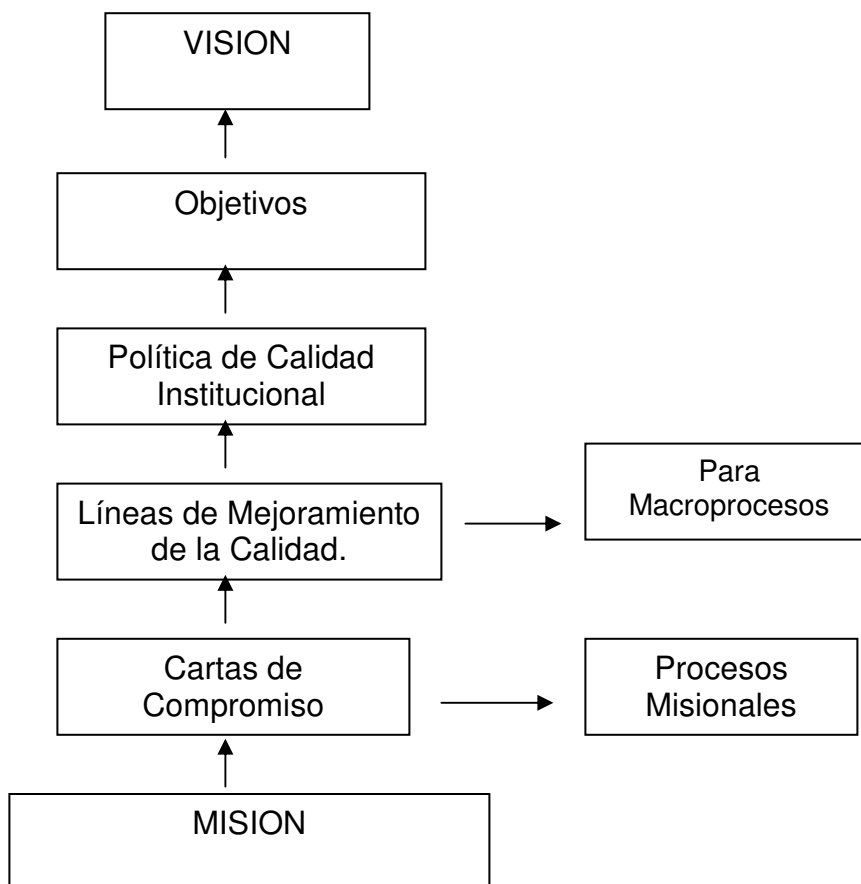 VISION
Objetivos
Política de Calidad
Institucional
Líneas de Mejoramiento
de la Calidad.
Para
Macroprocesos
Cartas de
Compromiso
Procesos
Misionales
MISION